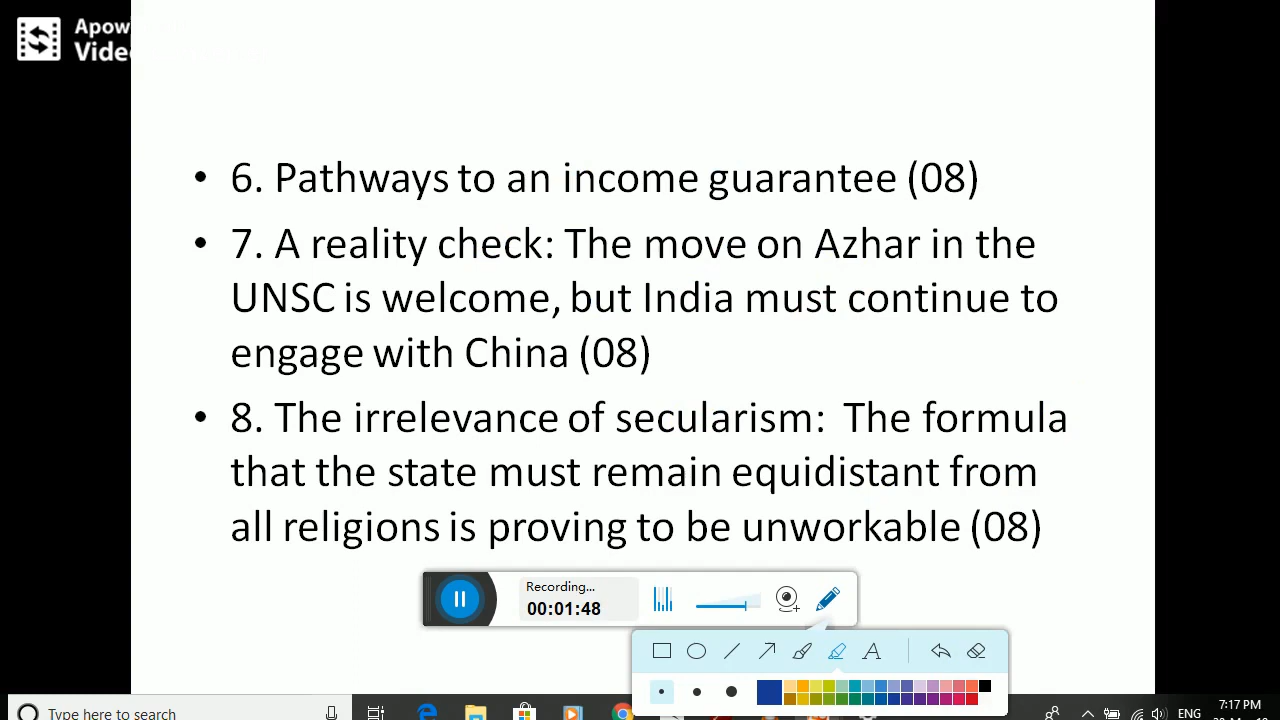 Apow
Vide
• 6. Pathways to an income guarantee (08)
• 7. A reality check: The move on Azhar in the
UNSC is welcome, but India must continue to
engage with China (08)
• 8. The irrelevance of secularism: The formula
that the state must remain equidistant from
all religions is proving to be unworkable (08)
Recording...
00:01:48
A
Type here to search
ENG
7:17 PM